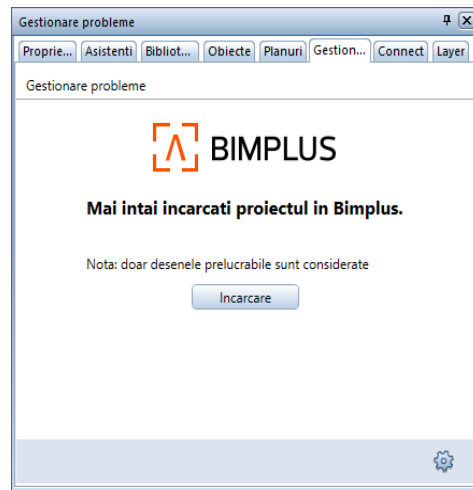 Gestionare probleme
Proprie... Asistenti Bibliot... Obiecte Planuri Gestion... Connect Layer
Gestionare probleme
BIMPLUS
Mai intai incarcati proiectul in Bimplus.
Nota: doar desenele prelucrabile sunt considerate
Incarcare